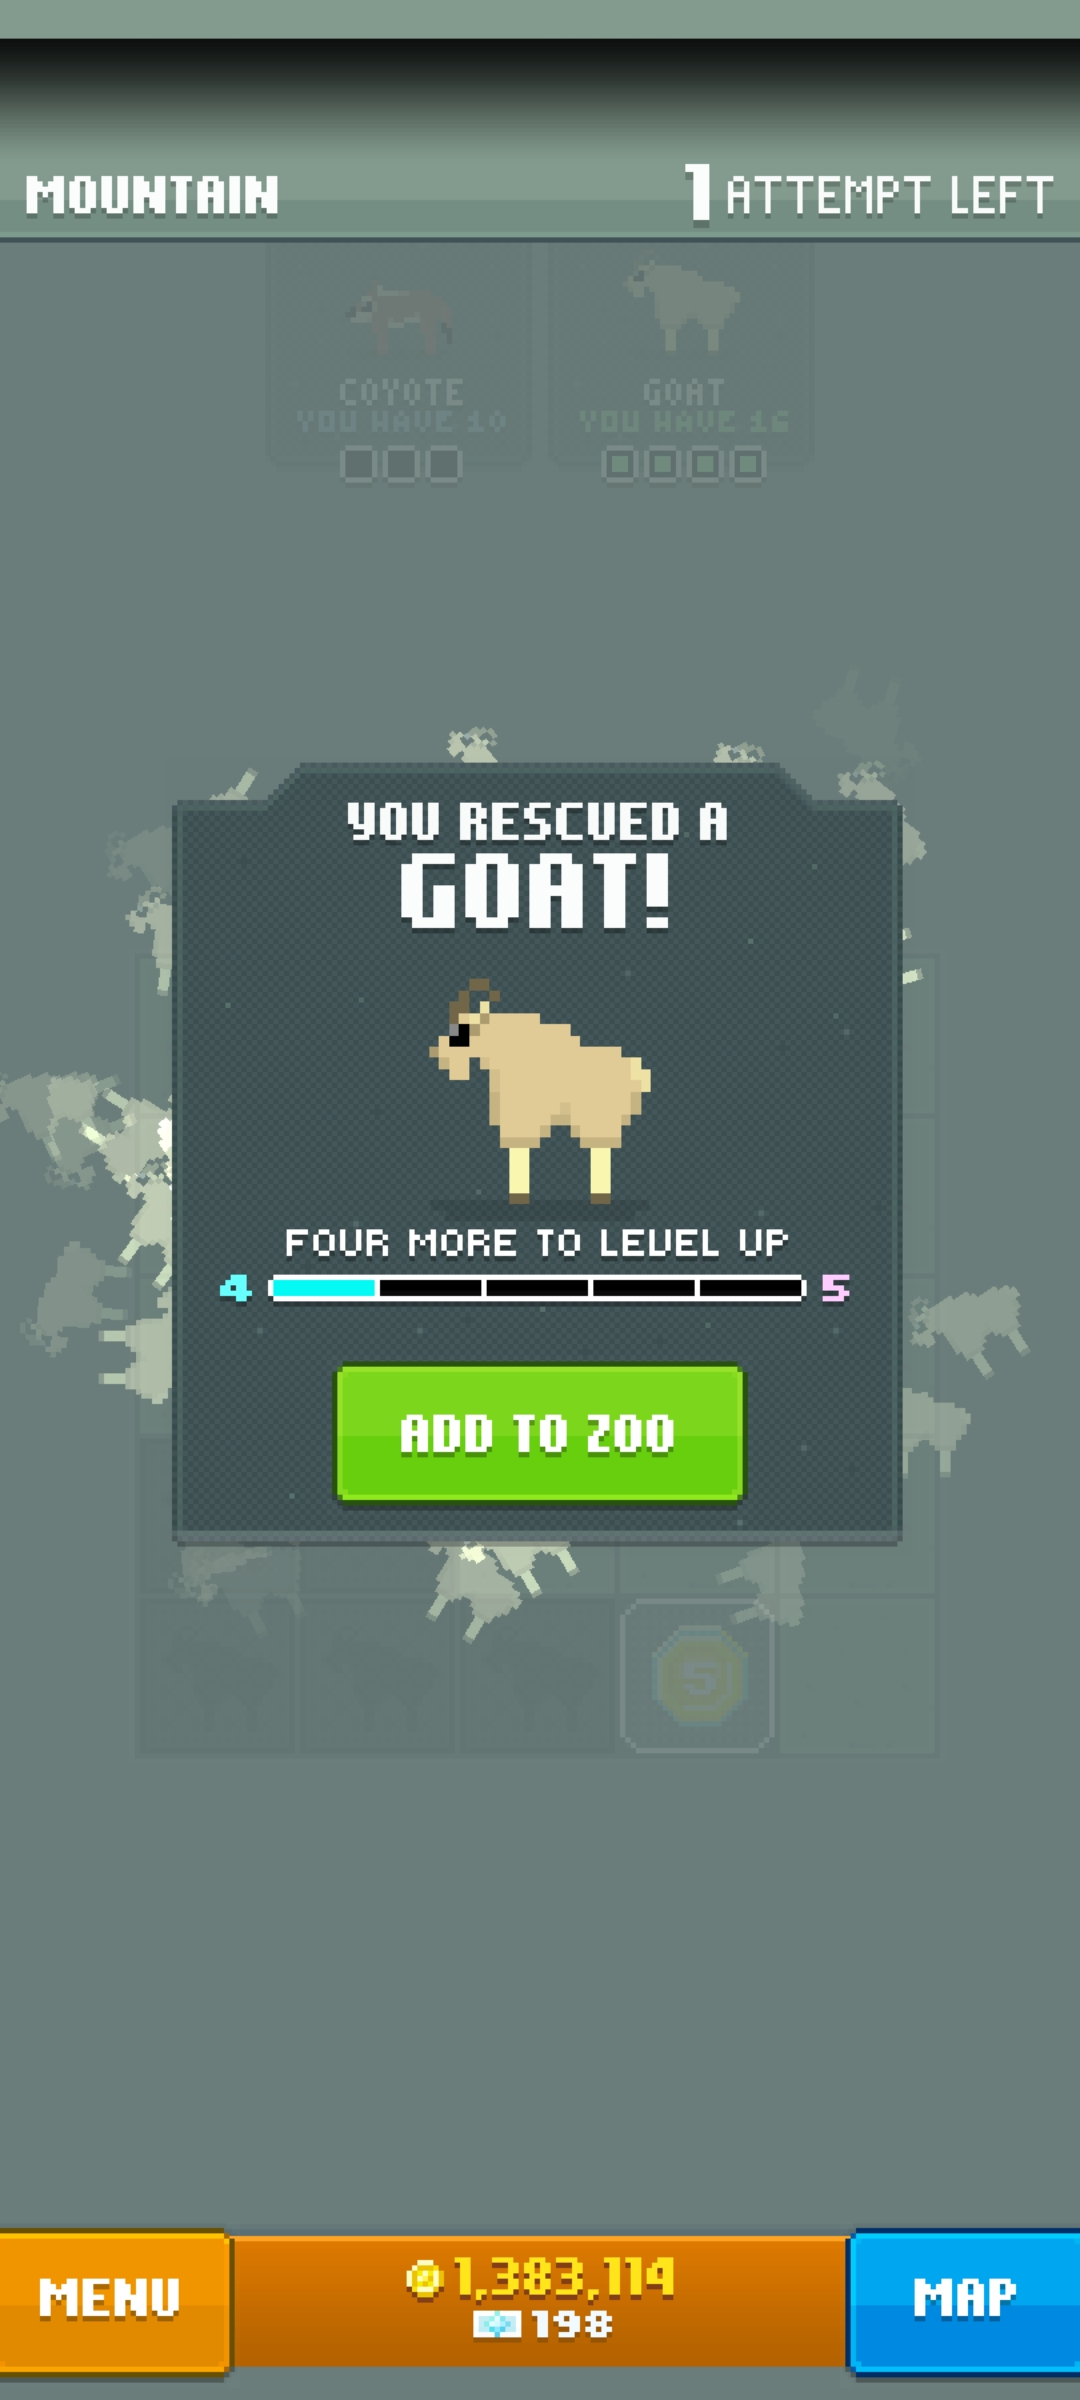 MOUNTAIN
1 ATTEMPT LEFT
COYOTE
YOU HAVE 10
GOAT
YOU HAVE 16
YOU RESCUED A
GOAT!
FOUR MORE TO LEVEL UP
4 5
ADD TO ZOO
5
MENU
1,383,114
198
MAP